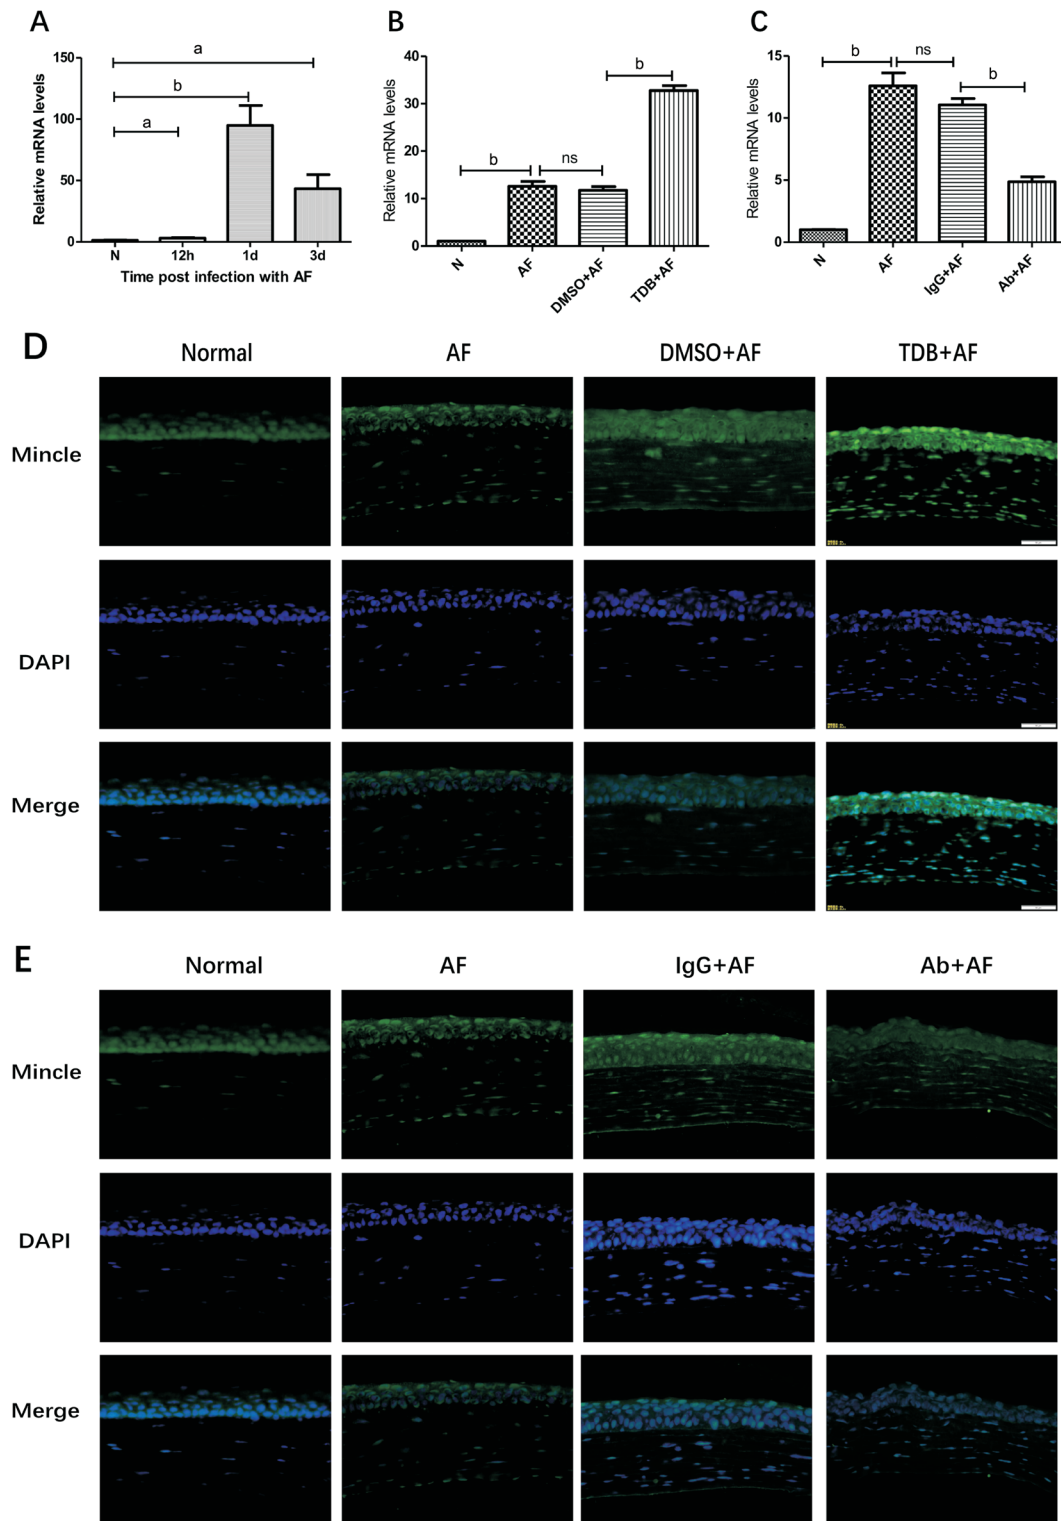 A
Relative mRNA levels
150
100
50
0
a
b
a
N 12h 1d 3d
Time post infection with AF
B
Relative mRNA levels
40
30
20
10
0
b ns b
N AF DMSO+AF TDB+AF
C
Relative mRNA levels
15
10
5
0
b ns b
N AF IgG+AF Ab+AF
D
Normal AF DMSO+AF TDB+AF
Mincle
DAPI
Merge
E
Normal AF IgG+AF Ab+AF
Mincle
DAPI
Merge